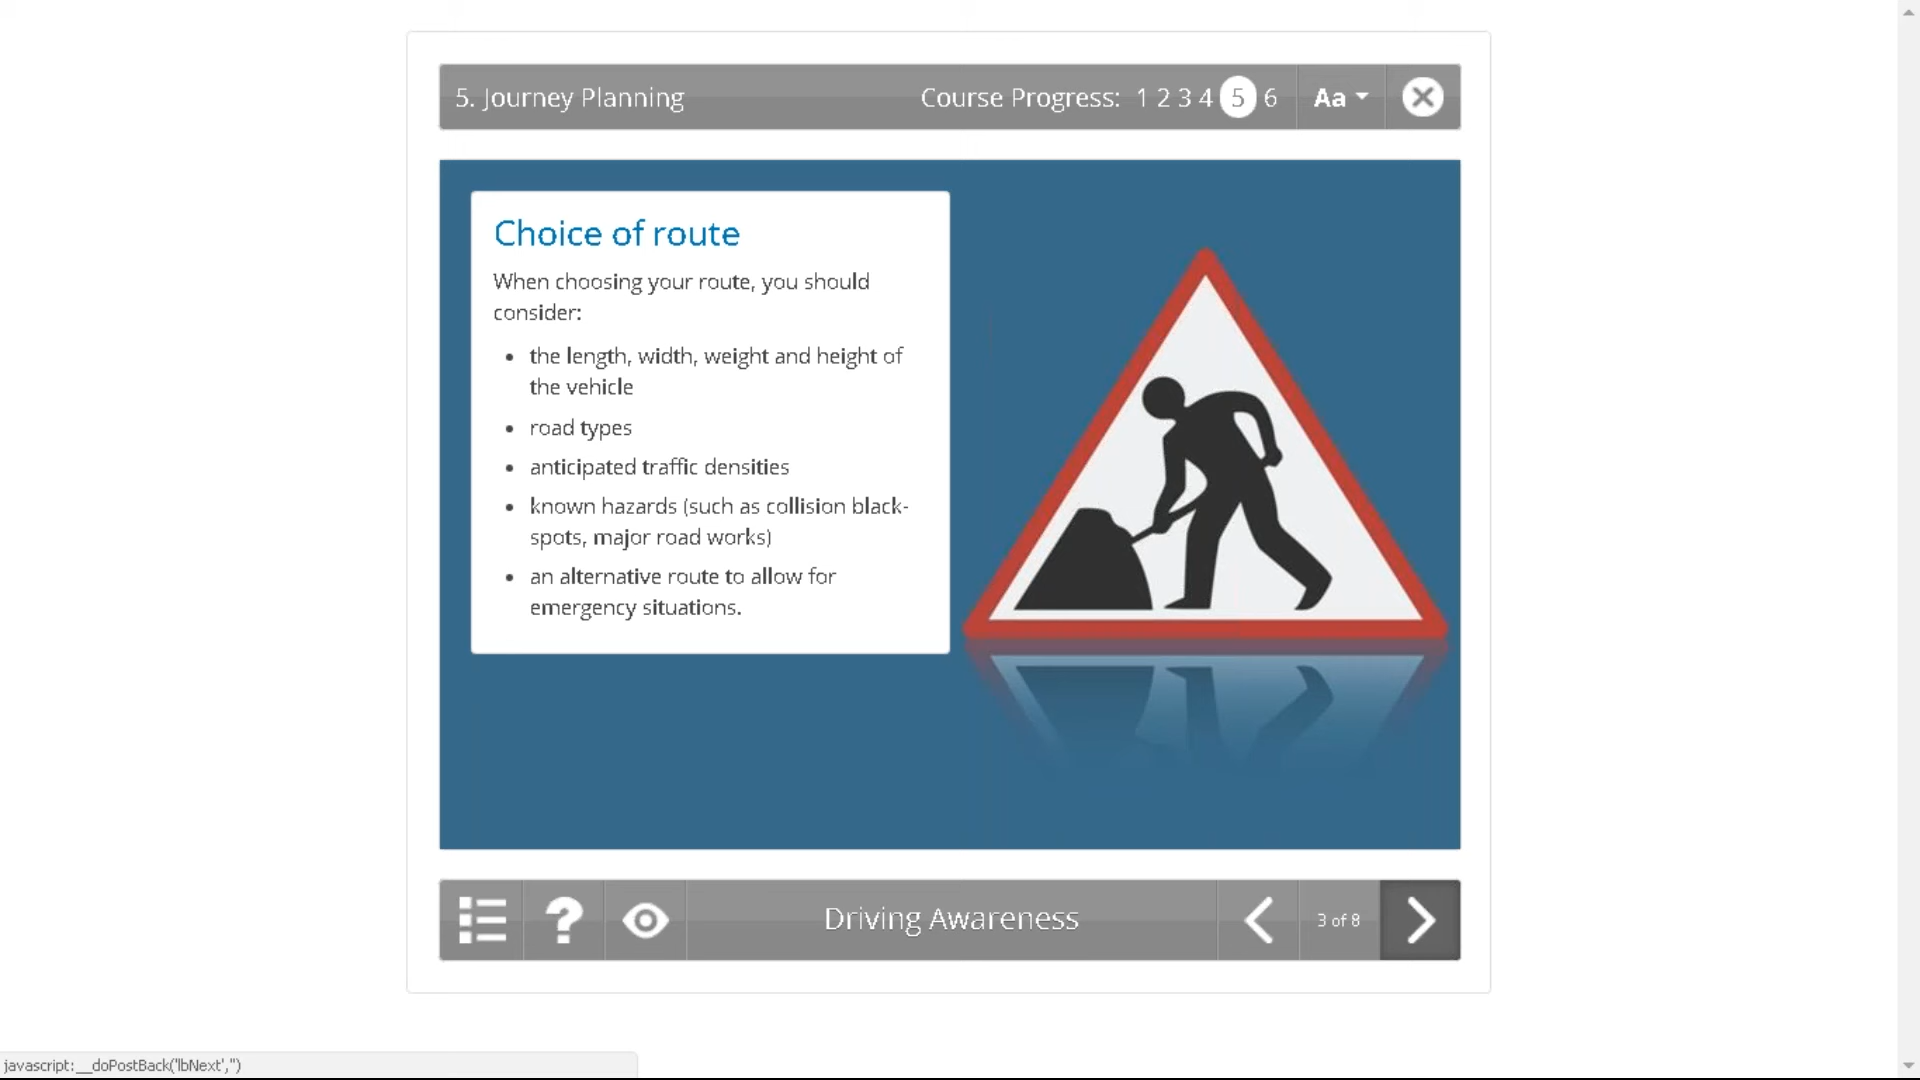 5. Journey Planning
Course Progress: 1 2 3 4 5 6
Aa
Choice of route
When choosing your route, you should
consider:
• the length, width, weight and height of
the vehicle
• road types
• anticipated traffic densities
• known hazards (such as collision black-
spots, major road works)
• an alternative route to allow for
emergency situations.
?
Driving Awareness
3 of 8
javascript:__doPostBack('lbNext','')